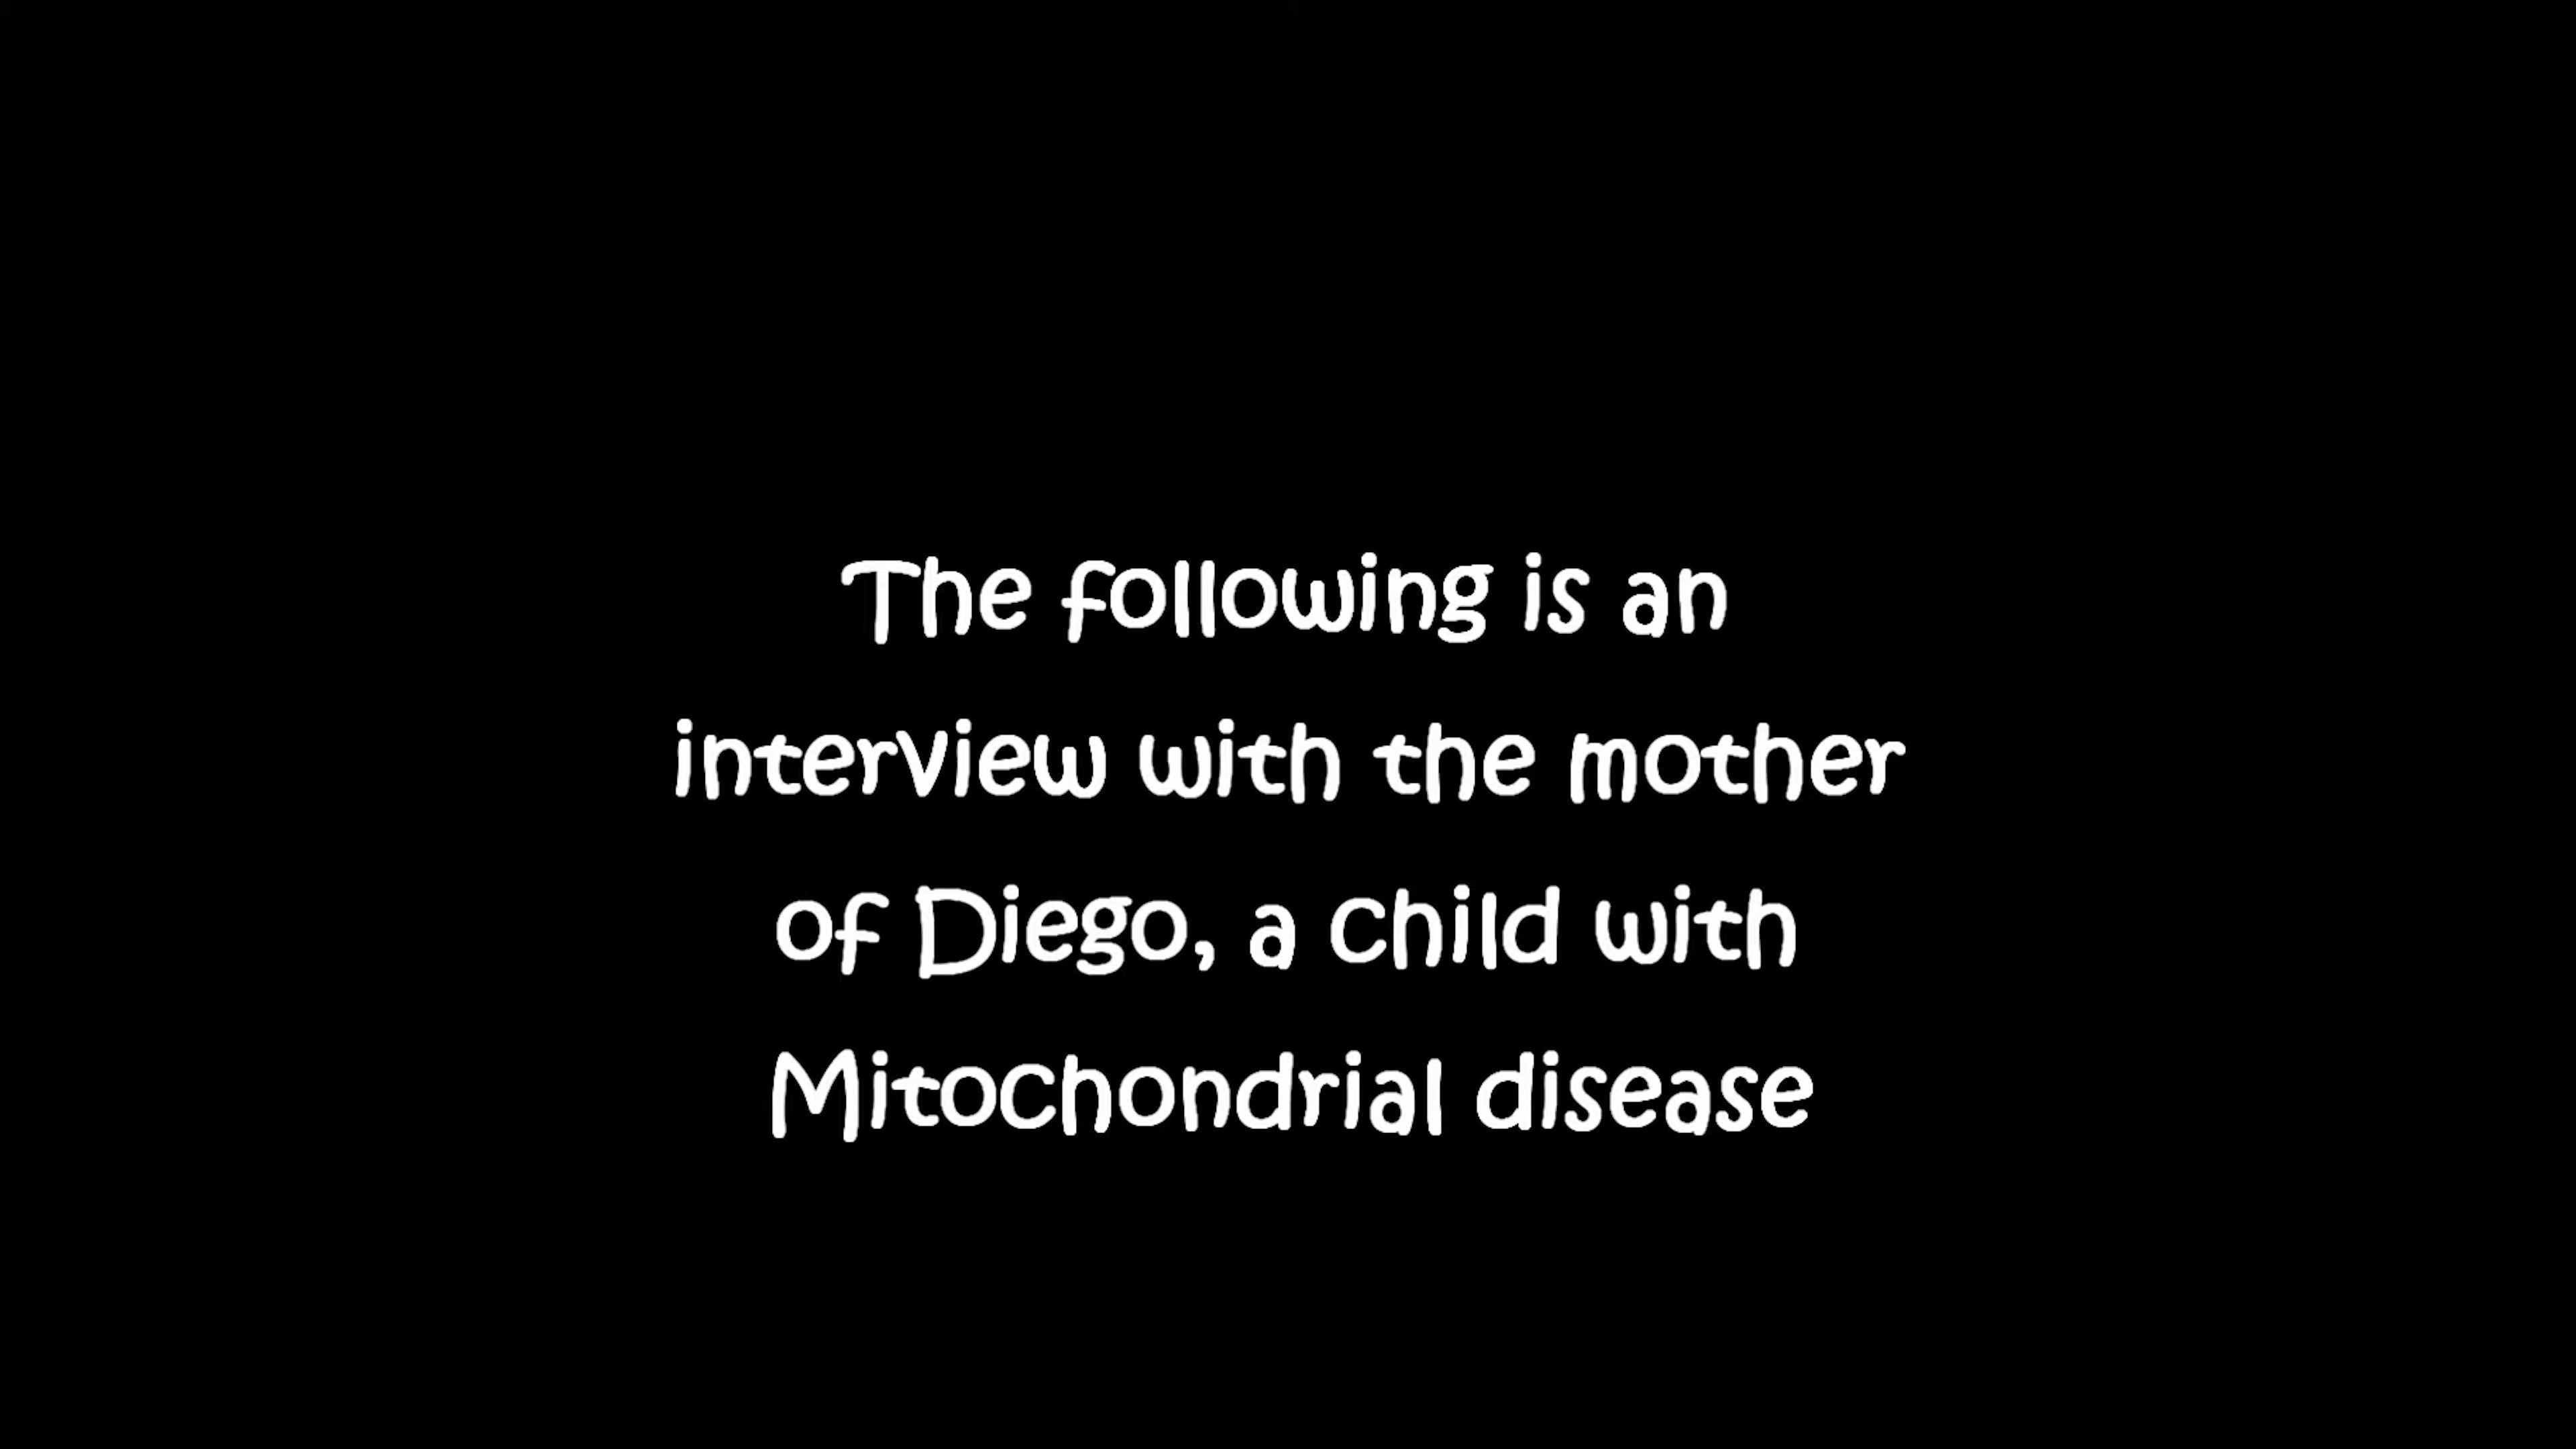 The following is an
interview with the mother
of Diego, a child with
Mitochondrial disease